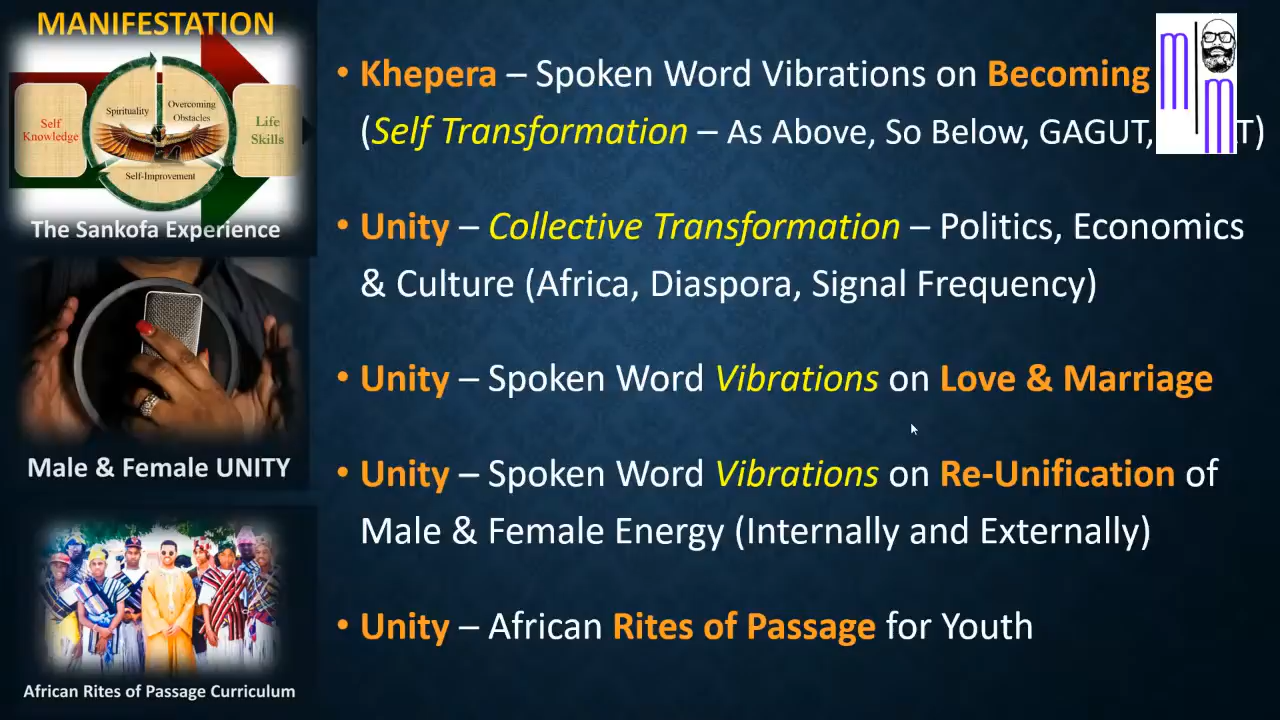 MANIFESTATION
Self
Knowledge
Spirituality
Overcoming
Obstacles
Self-Improvement
Life
Skills
The Sankofa Experience
Male & Female UNITY
African Rites of Passage Curriculum
• Khepera – Spoken Word Vibrations on Becoming
(Self Transformation – As Above, So Below, GAGUT, T)
m
m
• Unity – Collective Transformation – Politics, Economics
& Culture (Africa, Diaspora, Signal Frequency)
• Unity – Spoken Word Vibrations on Love & Marriage
• Unity – Spoken Word Vibrations on Re-Unification of
Male & Female Energy (Internally and Externally)
• Unity – African Rites of Passage for Youth